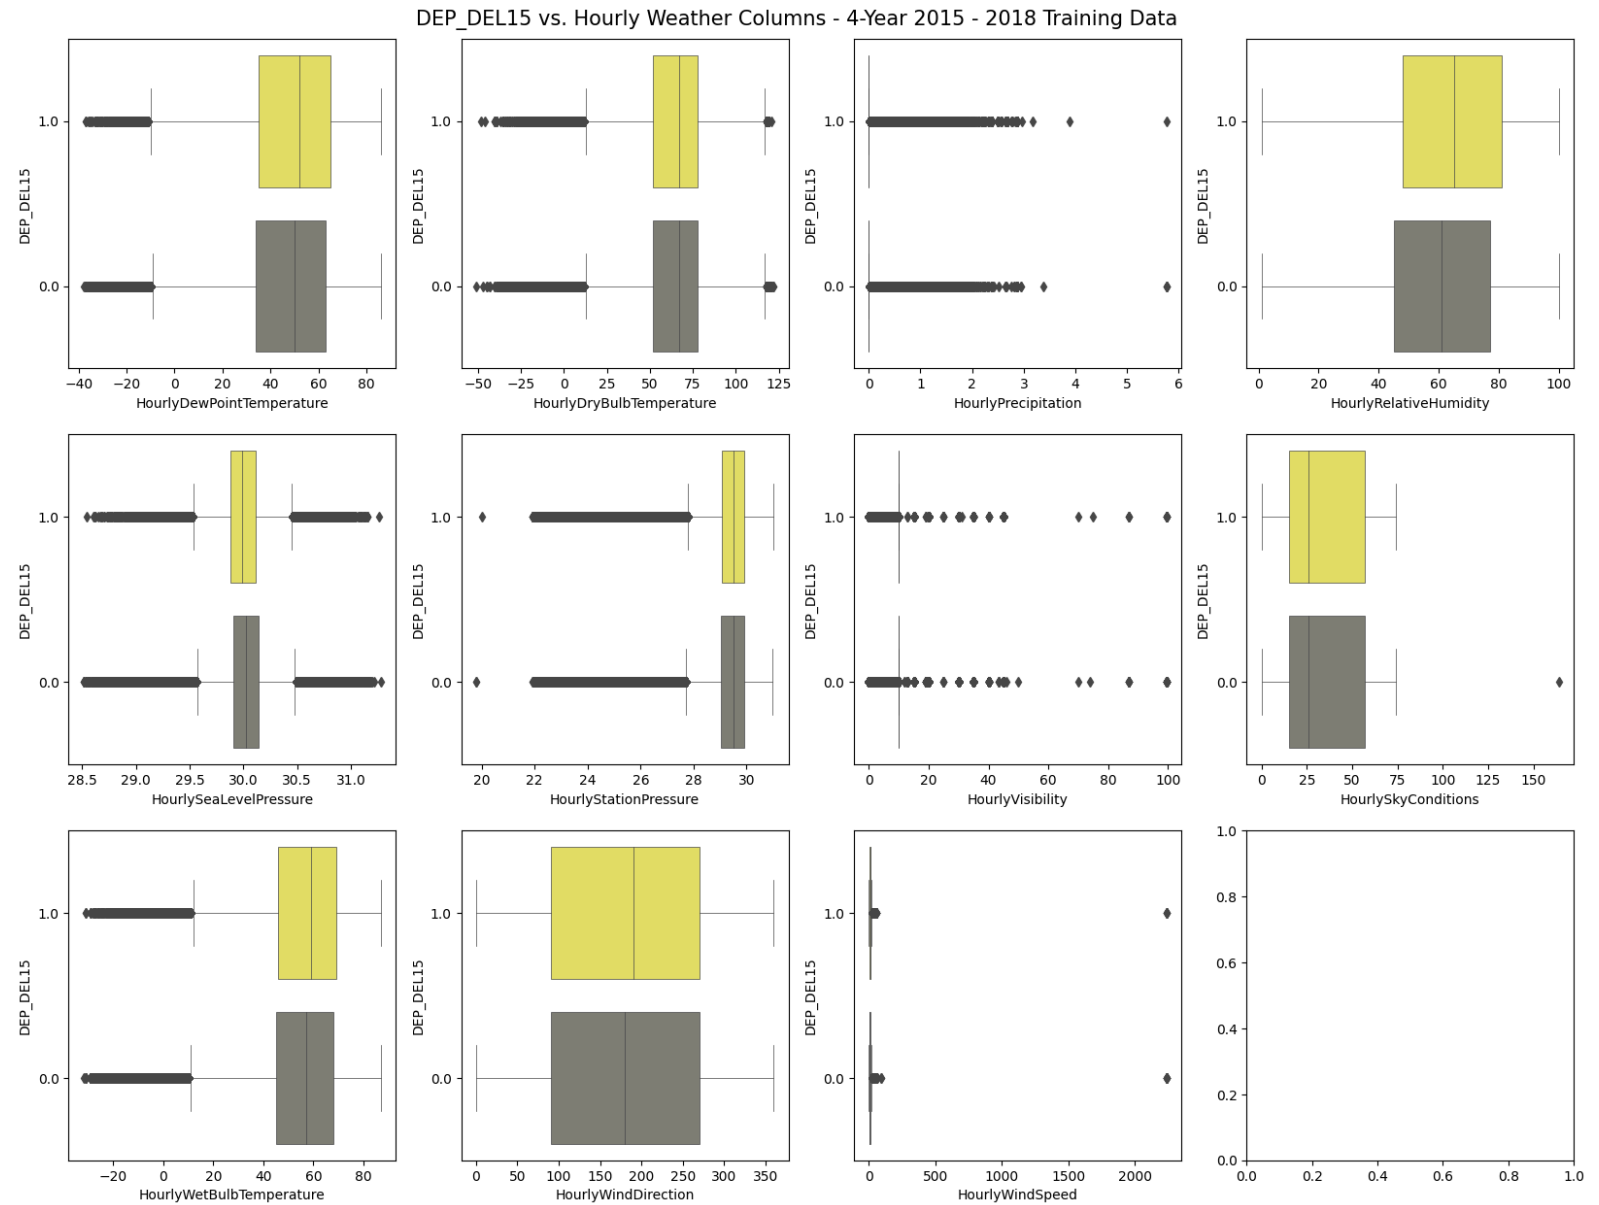 DEP_DEL15 vs. Hourly Weather Columns - 4-Year 2015 - 2018 Training Data
DEP_DEL15
1.0
0.0
−40 −20 0 20 40 60 80
HourlyDewPointTemperature
DEP_DEL15
1.0
0.0
−50 −25 0 25 50 75 100 125
HourlyDryBulbTemperature
DEP_DEL15
1.0
0.0
0 1 2 3 4 5 6
HourlyPrecipitation
DEP_DEL15
1.0
0.0
0 20 40 60 80 100
HourlyRelativeHumidity
DEP_DEL15
1.0
0.0
28.5 29.0 29.5 30.0 30.5 31.0
HourlySeaLevelPressure
DEP_DEL15
1.0
0.0
20 22 24 26 28 30
HourlyStationPressure
DEP_DEL15
1.0
0.0
0 20 40 60 80 100
HourlyVisibility
DEP_DEL15
1.0
0.0
0 25 50 75 100 125 150
HourlySkyConditions
DEP_DEL15
1.0
0.0
−20 0 20 40 60 80
HourlyWetBulbTemperature
DEP_DEL15
1.0
0.0
0 50 100 150 200 250 300 350
HourlyWindDirection
DEP_DEL15
1.0
0.0
0 500 1000 1500 2000
HourlyWindSpeed
1.0
0.8
0.6
0.4
0.2
0.0
0.0 0.2 0.4 0.6 0.8 1.0